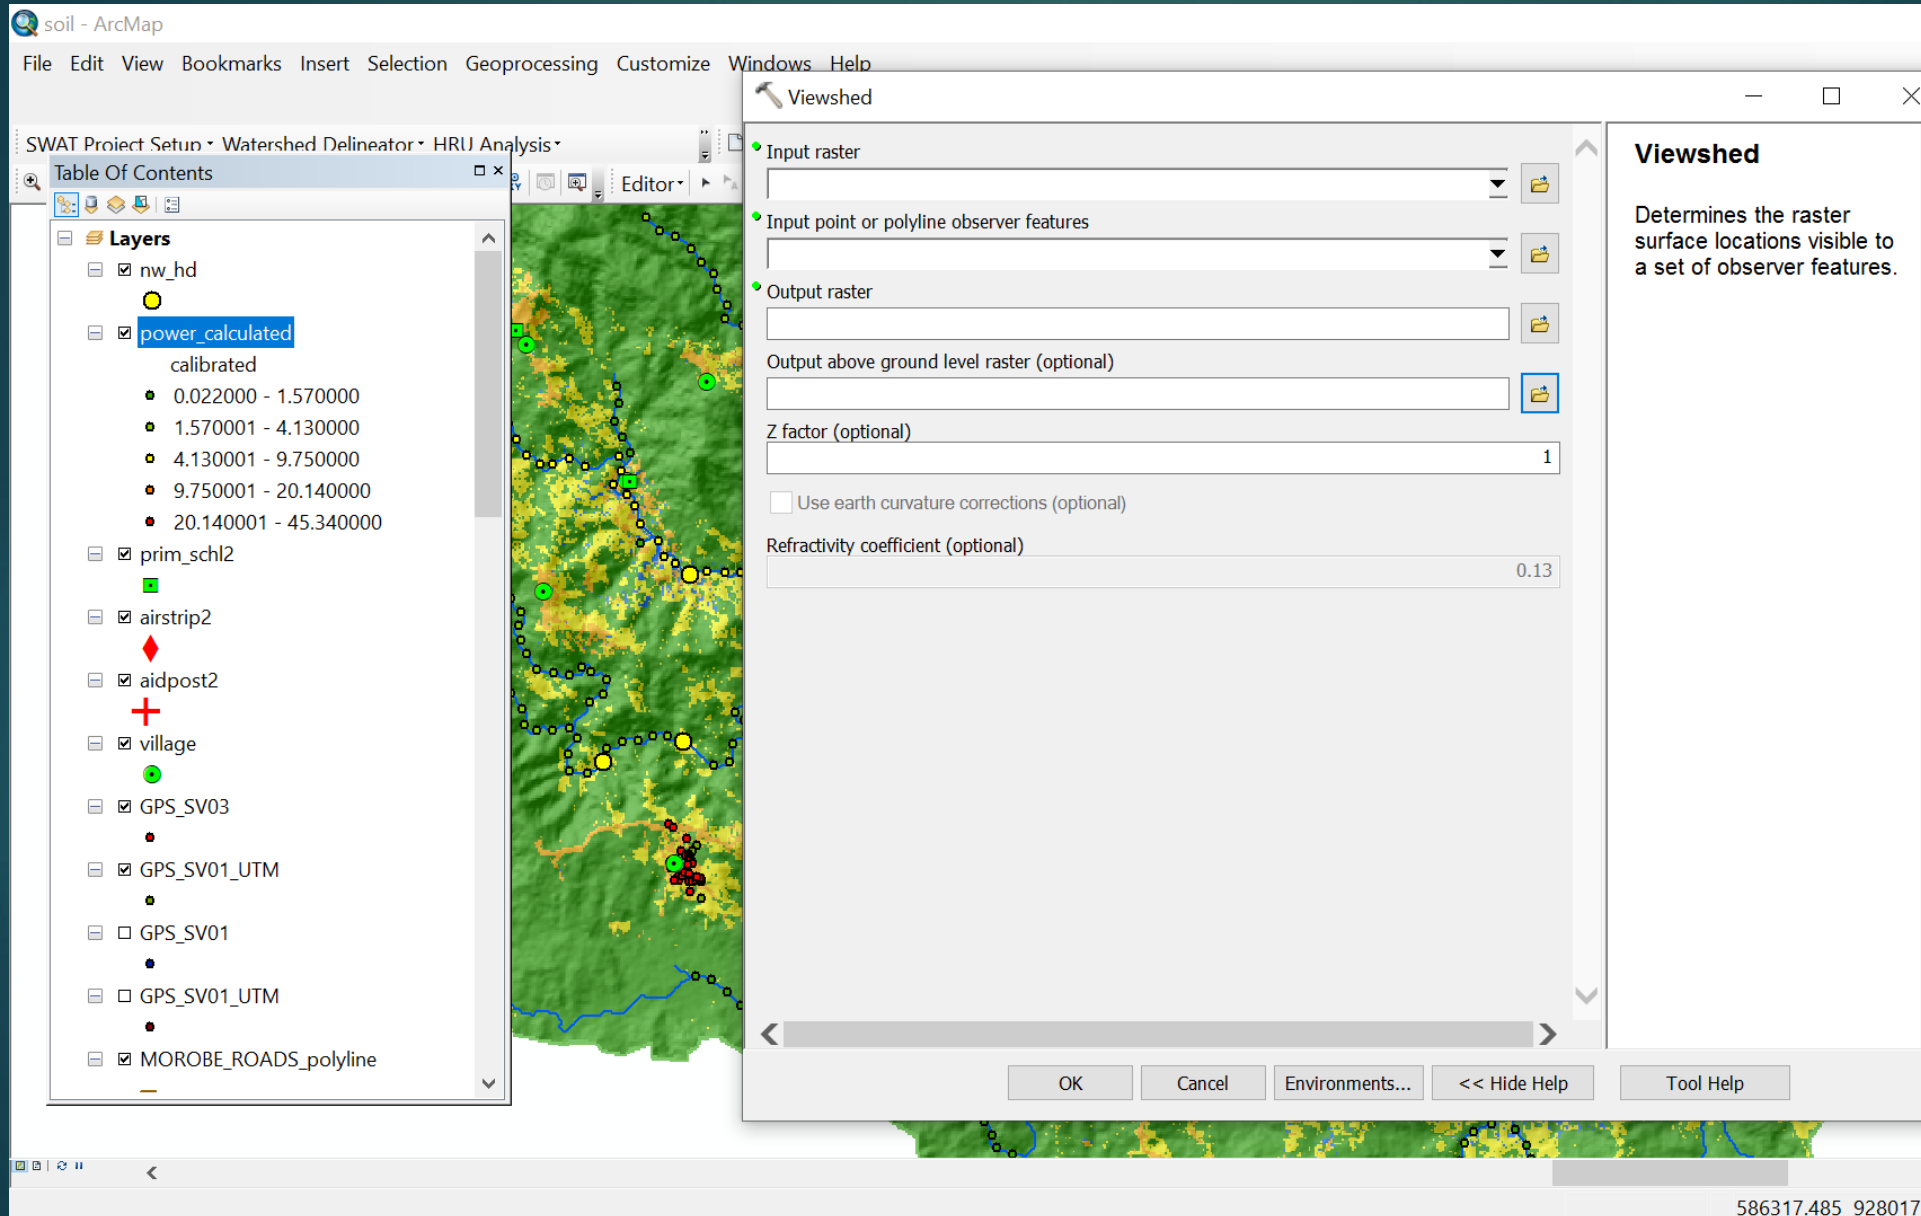 soil - ArcMap
File Edit View Bookmarks Insert Selection Geoprocessing Customize Windows Help
SWAT Project Setup Watershed Delineator HRU Analysis
Editor
Table Of Contents
Layers
nw_hd
power_calculated
calibrated
0.022000 - 1.570000
1.570001 - 4.130000
4.130001 - 9.750000
9.750001 - 20.140000
20.140001 - 45.340000
prim_schl2
airstrip2
aidpost2
village
GPS_SV03
GPS_SV01_UTM
GPS_SV01
GPS_SV01_UTM
MOROBE_ROADS_polyline
Viewshed
Input raster
Input point or polyline observer features
Output raster
Output above ground level raster (optional)
Z factor (optional)
1
Use earth curvature corrections (optional)
Refractivity coefficient (optional)
0.13
OK Cancel Environments... << Hide Help Tool Help
Viewshed
Determines the raster
surface locations visible to
a set of observer features.
586317.485 928017